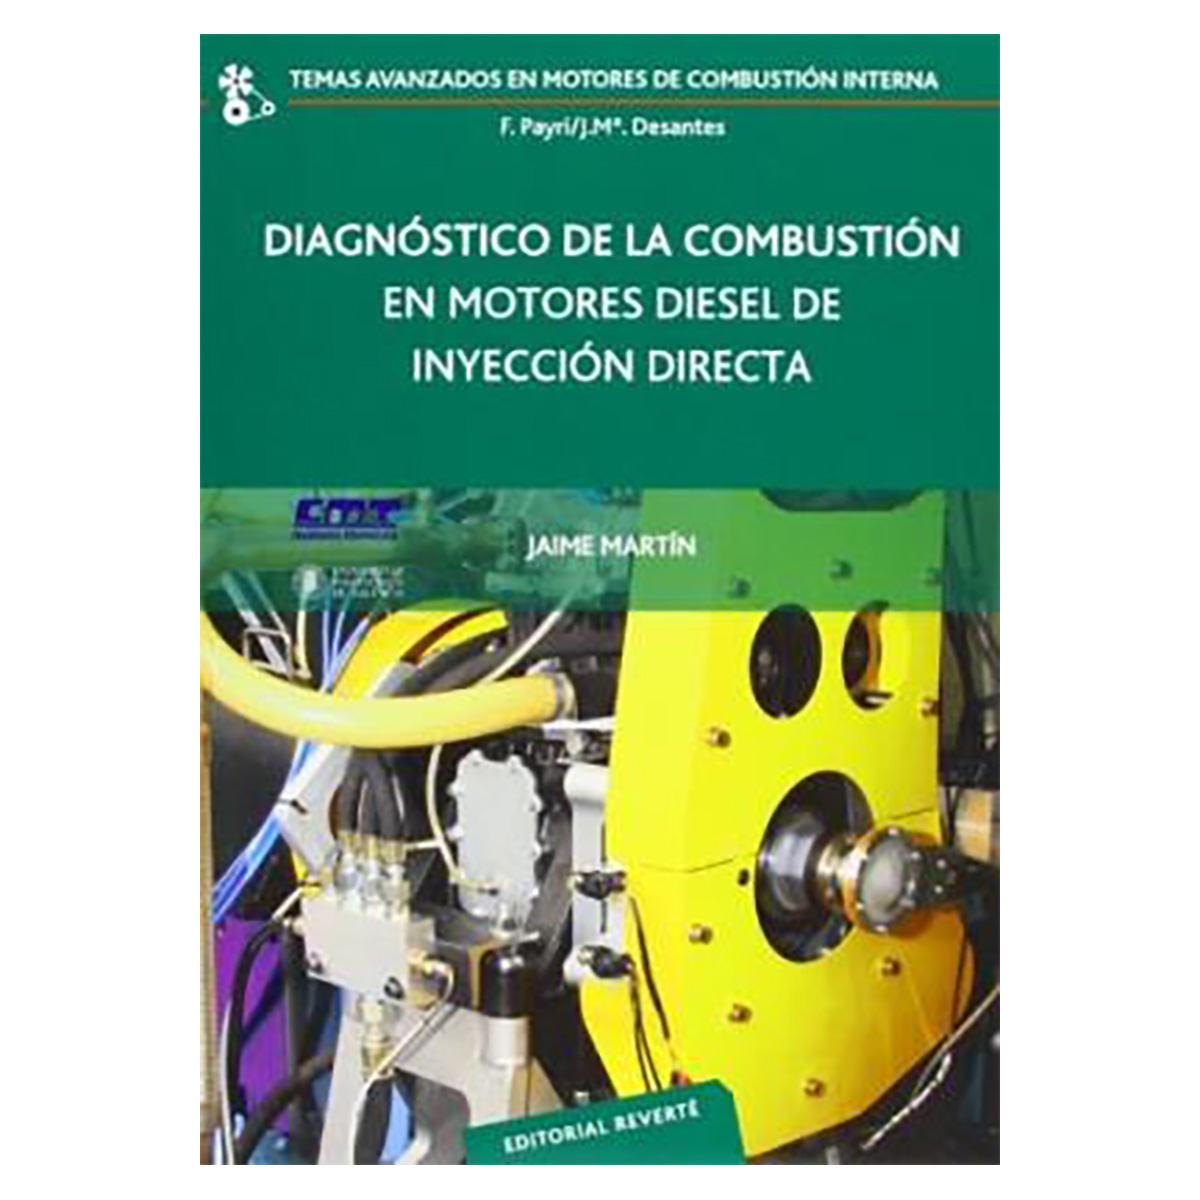 TEMAS AVANZADOS EN MOTORES DE COMBUSTIÓN INTERNA
F. Payri/J.Mª. Desantes
DIAGNÓSTICO DE LA COMBUSTIÓN
EN MOTORES DIESEL DE
INYECCIÓN DIRECTA
CMT
JAIME MARTÍN
EDITORIAL REVERTÉ